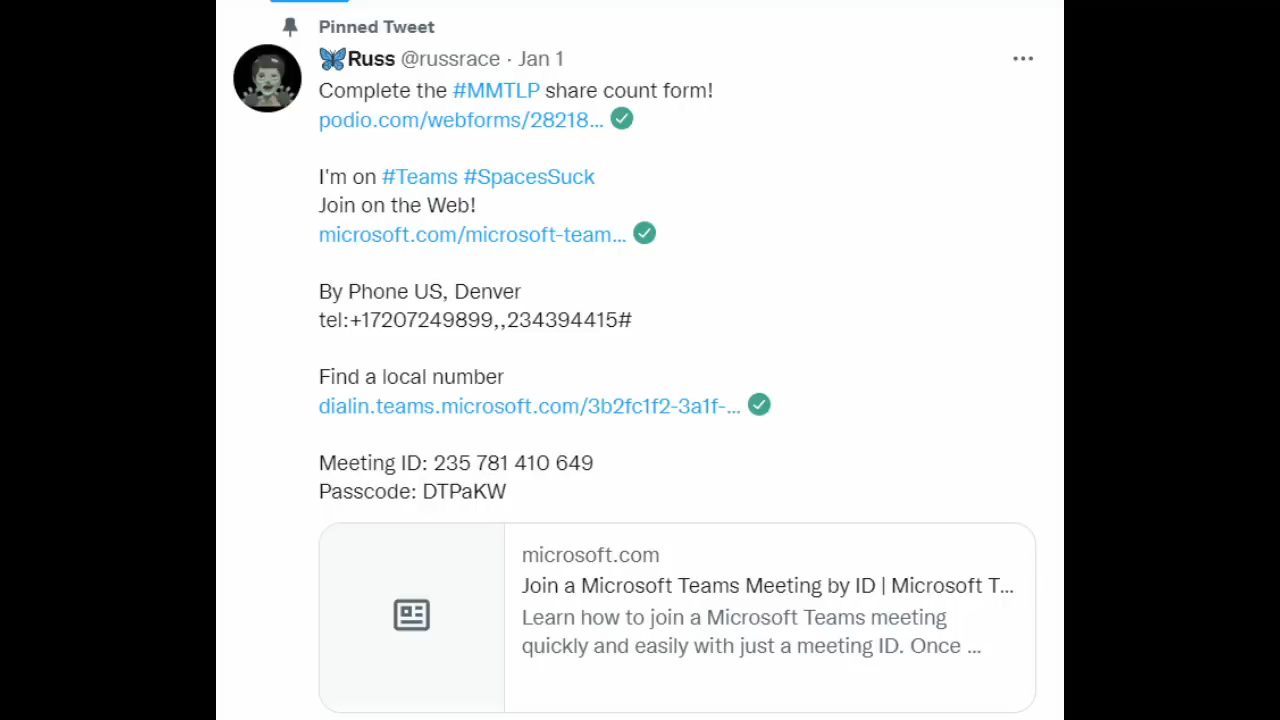 Pinned Tweet
🦋Russ @russrace · Jan 1
Complete the #MMTLP share count form!
podio.com/webforms/28218...
I'm on #Teams #SpacesSuck
Join on the Web!
microsoft.com/microsoft-team...
By Phone US, Denver
tel:+17207249899,,234394415#
Find a local number
dialin.teams.microsoft.com/3b2fc1f2-3a1f-...
Meeting ID: 235 781 410 649
Passcode: DTPaKW
microsoft.com
Join a Microsoft Teams Meeting by ID | Microsoft T...
Learn how to join a Microsoft Teams meeting
quickly and easily with just a meeting ID. Once ...